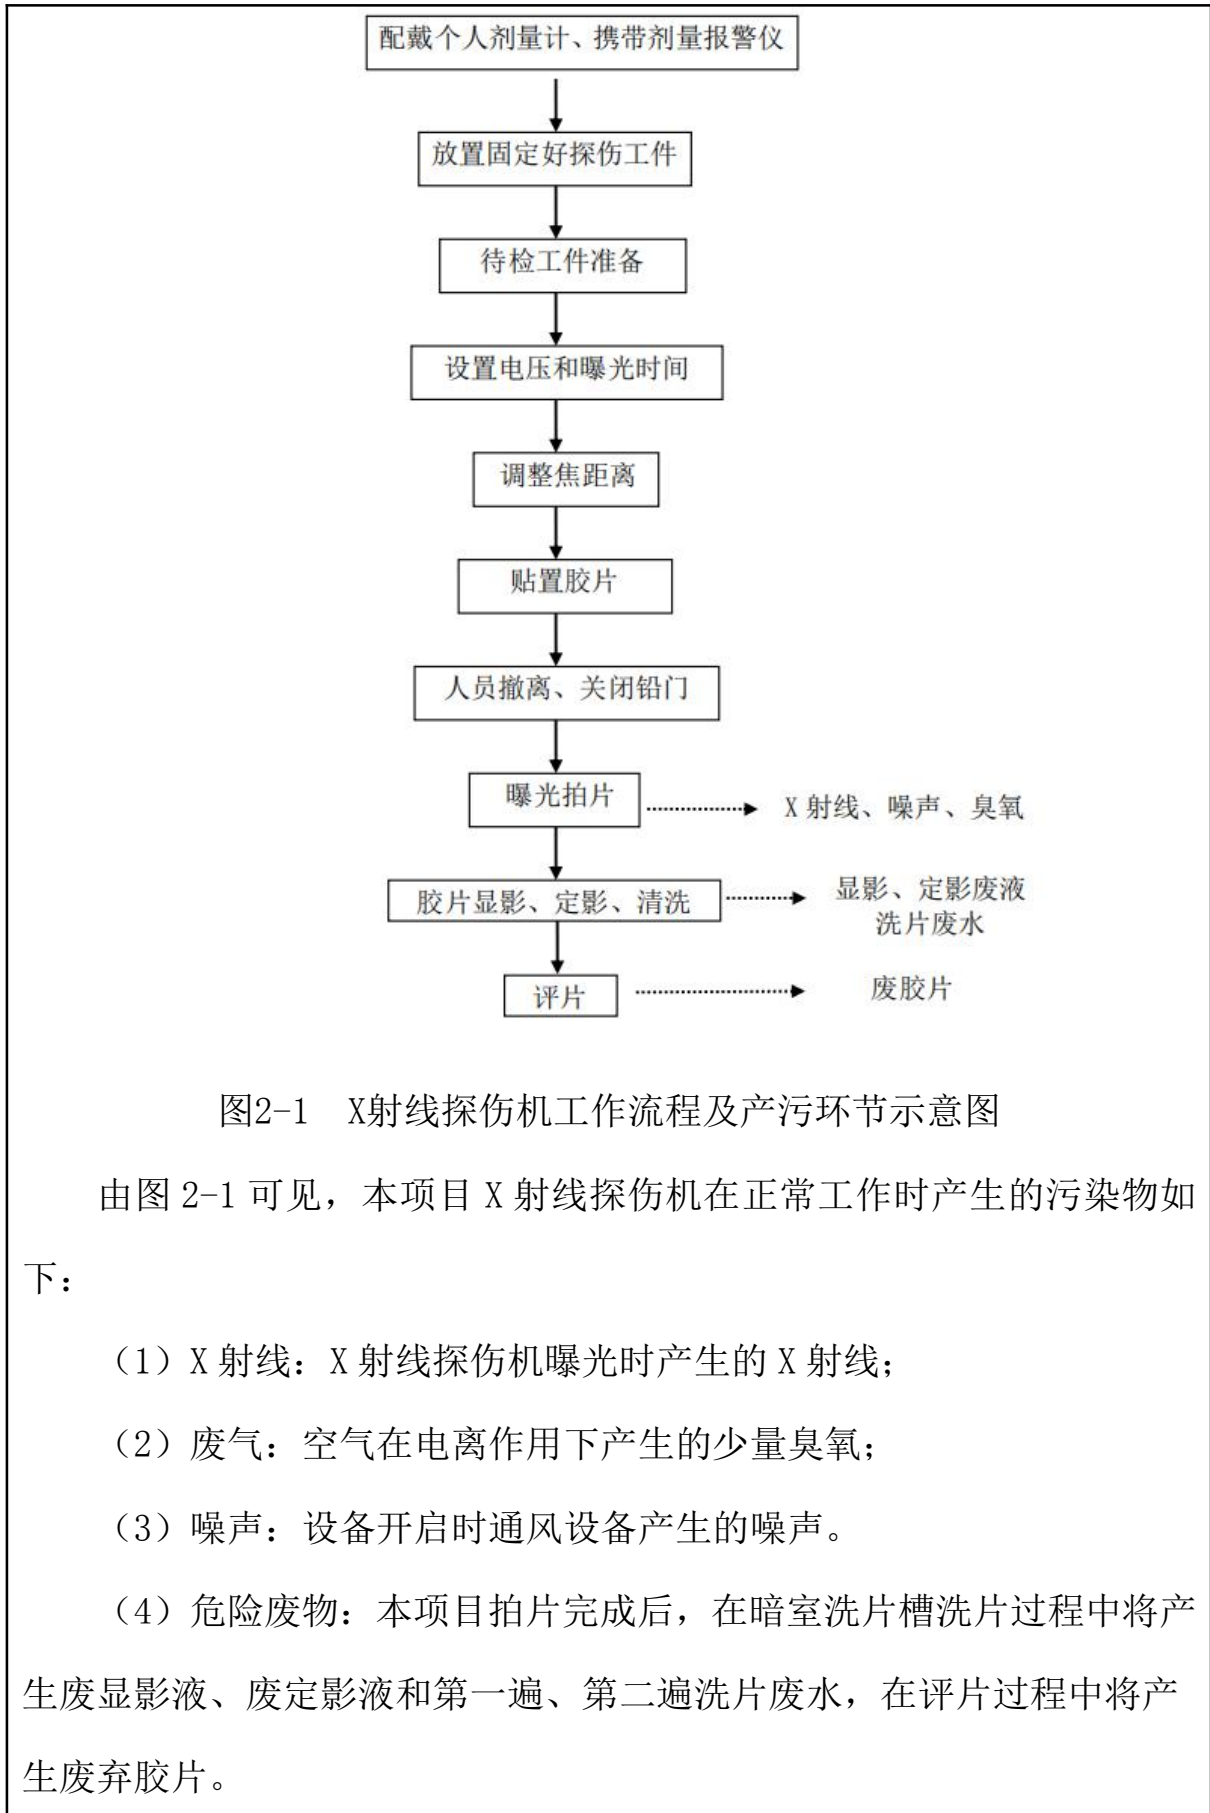 配戴个人剂量计、携带剂量报警仪
放置固定好探伤工件
待检工件准备
设置电压和曝光时间
调整焦距离
贴置胶片
人员撤离、关闭铅门
曝光拍片
X 射线、噪声、臭氧
胶片显影、定影、清洗
显影、定影废液
洗片废水
评片
废胶片
图2-1 X射线探伤机工作流程及产污环节示意图
由图 2-1 可见，本项目 X 射线探伤机在正常工作时产生的污染物如
下：
（1）X 射线：X 射线探伤机曝光时产生的 X 射线；
（2）废气：空气在电离作用下产生的少量臭氧；
（3）噪声：设备开启时通风设备产生的噪声。
（4）危险废物：本项目拍片完成后，在暗室洗片槽洗片过程中将产
生废显影液、废定影液和第一遍、第二遍洗片废水，在评片过程中将产
生废弃胶片。